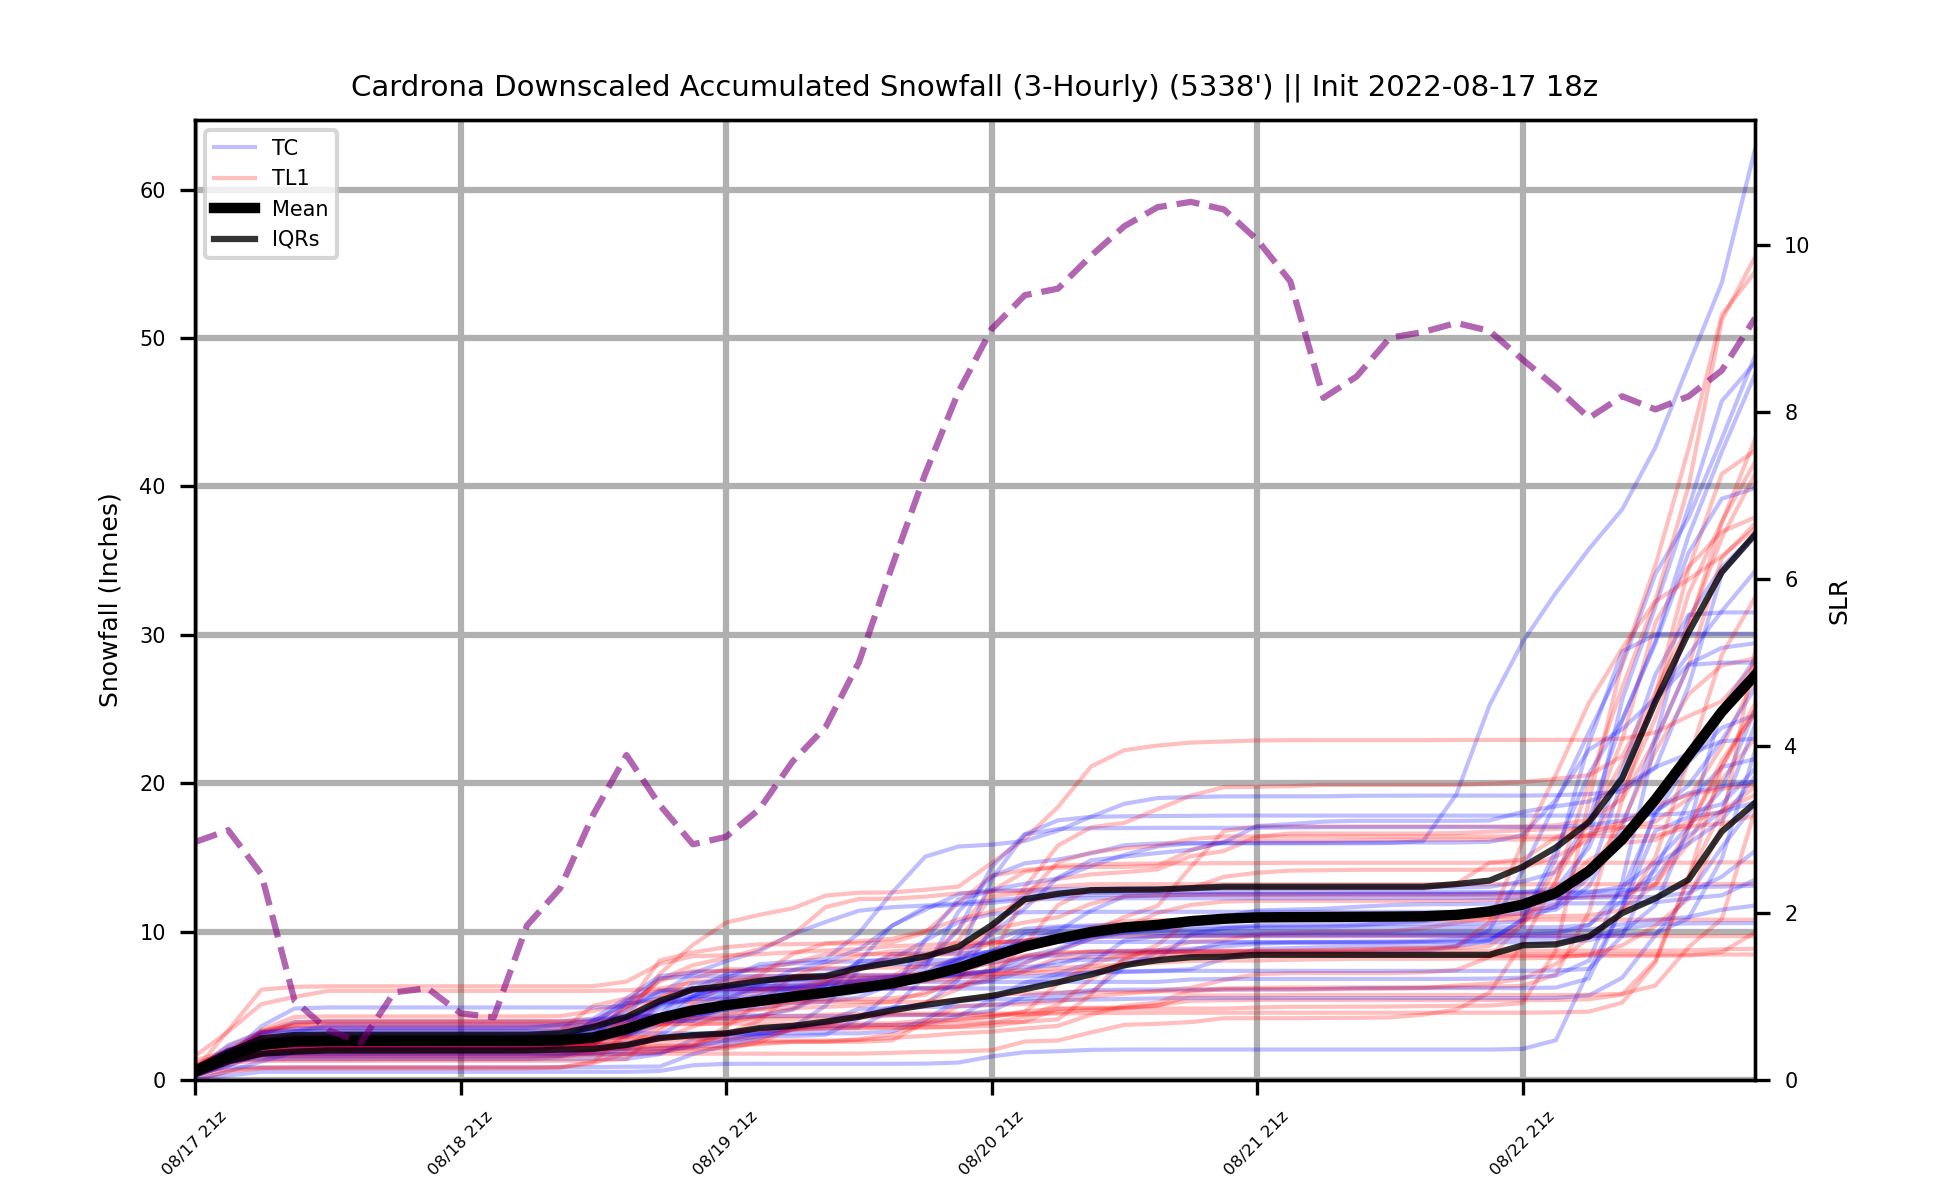 Cardrona Downscaled Accumulated Snowfall (3-Hourly) (5338') || Init 2022-08-17 18z
TC
TL1
Mean
IQRs
Snowfall (Inches)
60
50
40
30
20
10
0
10
8
6
4
2
0
SLR
08/17 21z
08/18 21z
08/19 21z
08/20 21z
08/21 21z
08/22 21z